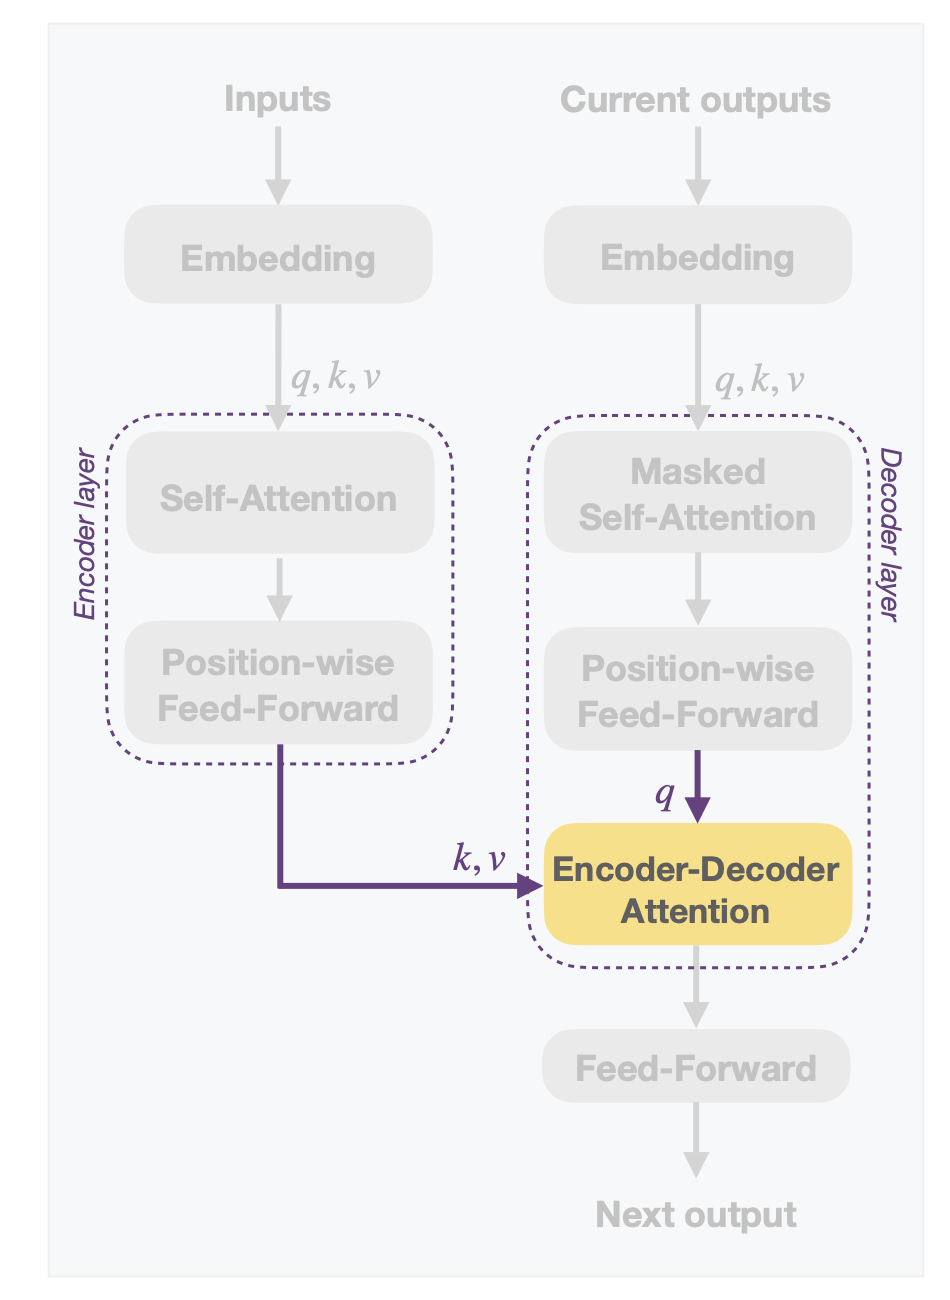 Inputs
Current outputs
Embedding
Embedding
q, k, v
q, k, v
Encoder layer
Self-Attention
Masked
Self-Attention
Decoder layer
Position-wise
Feed-Forward
Position-wise
Feed-Forward
q
k, v
Encoder-Decoder
Attention
Feed-Forward
Next output